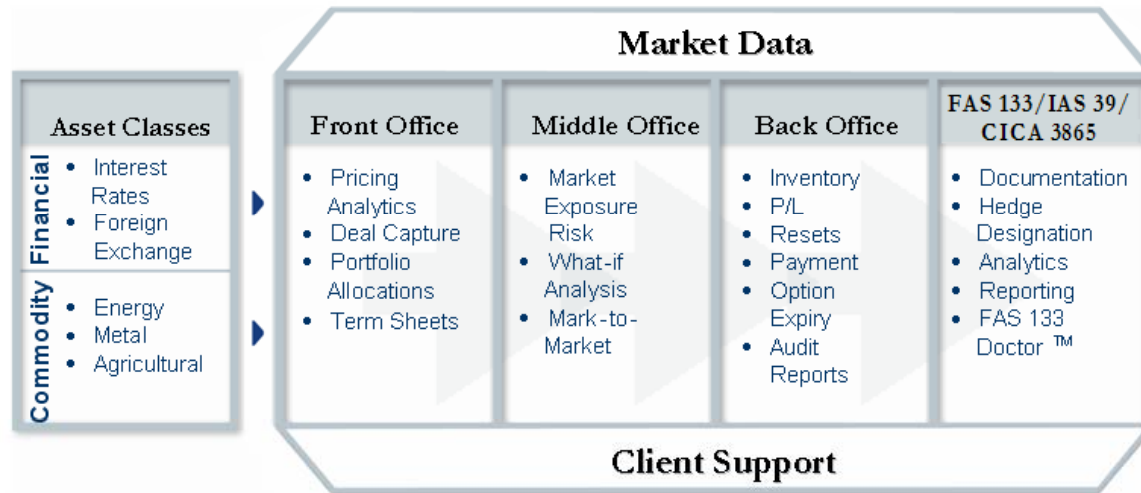 Market Data
Asset Classes
Financial
• Interest
Rates
• Foreign
Exchange
Commodity
• Energy
• Metal
• Agricultural
Front Office
• Pricing
Analytics
• Deal Capture
• Portfolio
Allocations
• Term Sheets
Middle Office
• Market
Exposure
Risk
• What-if
Analysis
• Mark-to-
Market
Back Office
• Inventory
• P/L
• Resets
• Payment
• Option
Expiry
• Audit
Reports
FAS 133/IAS 39/
CICA 3865
• Documentation
• Hedge
Designation
• Analytics
• Reporting
• FAS 133
Doctor ™
Client Support